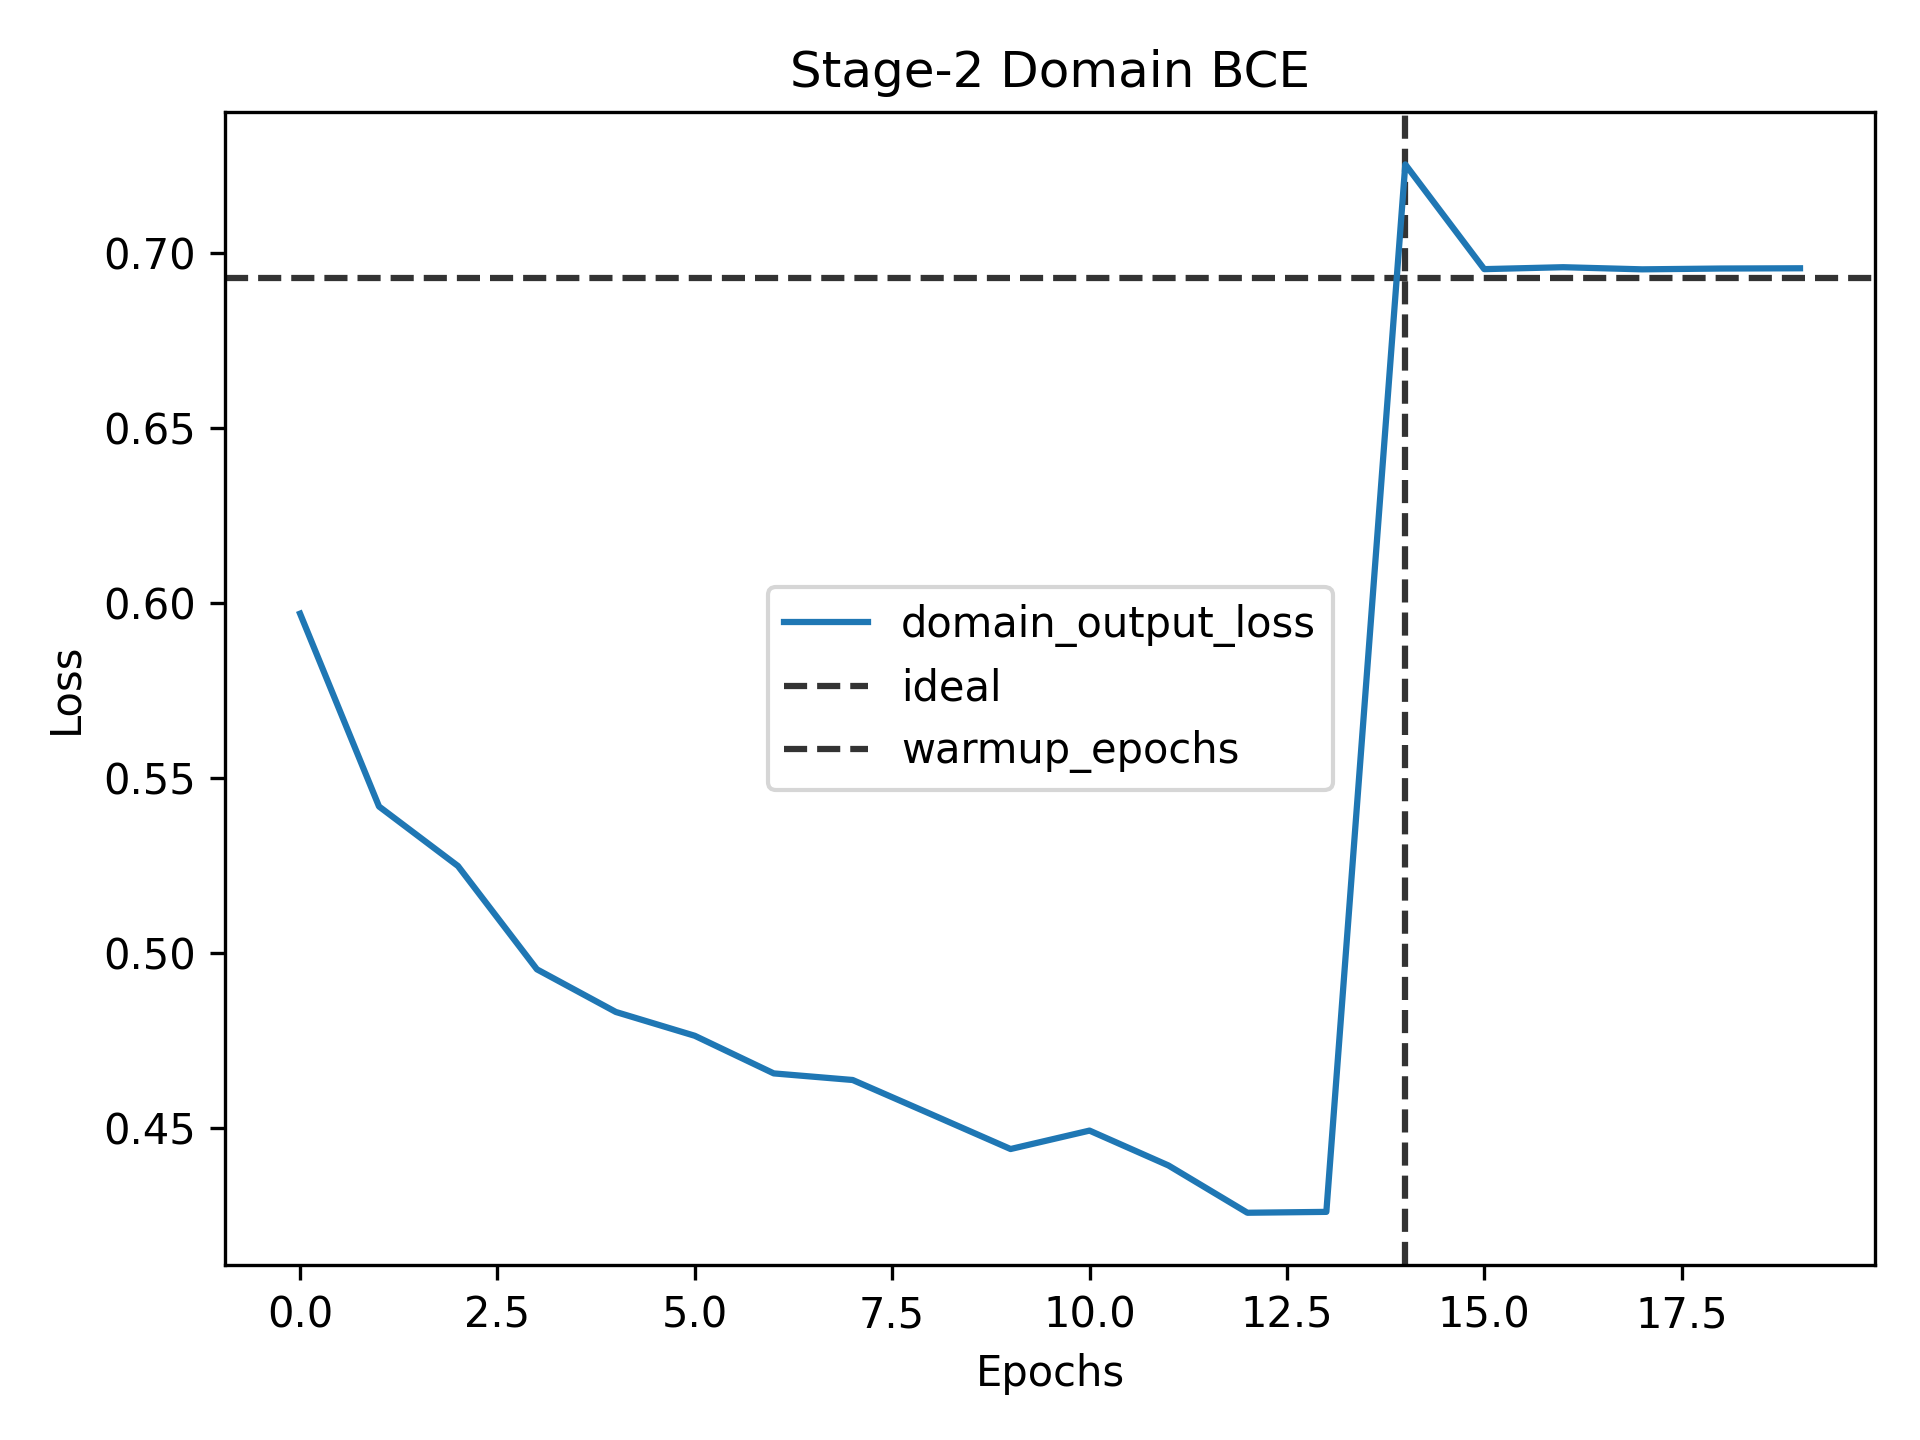 Stage-2 Domain BCE
Loss
0.70
0.65
0.60
0.55
0.50
0.45
domain_output_loss
ideal
warmup_epochs
0.0 2.5 5.0 7.5 10.0 12.5 15.0 17.5
Epochs